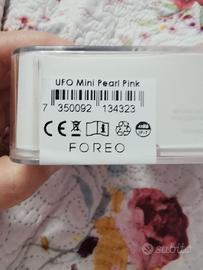 UFO Mini Pearl Pink
7 350092 134323
FOREO
subito